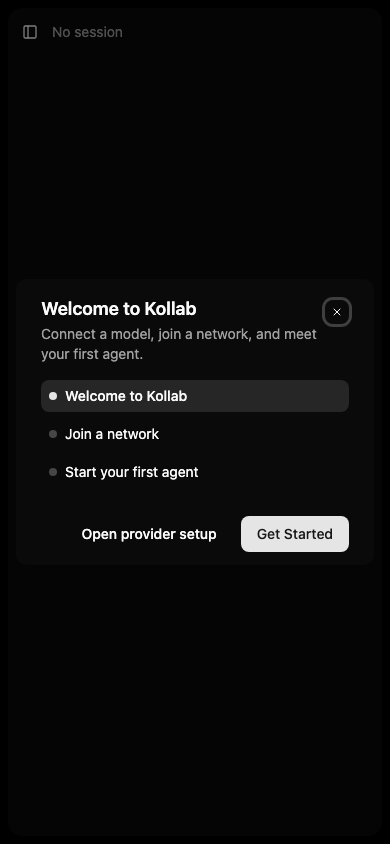 No session
Welcome to Kollab
Connect a model, join a network, and meet
your first agent.
Welcome to Kollab
Join a network
Start your first agent
Open provider setup
Get Started